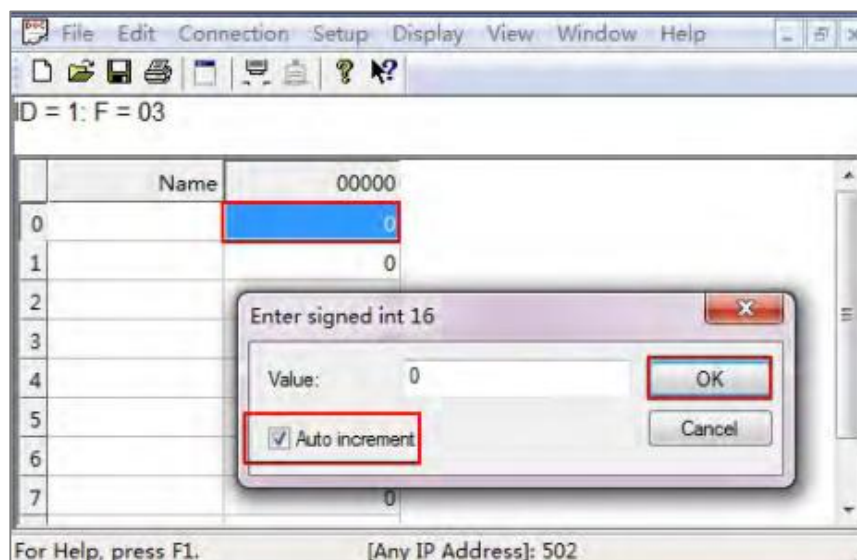 File Edit Connection Setup Display View Window Help
ID = 1: F = 03
Name 00000
0 0
1 0
2
Enter signed int 16
3
Value: 0 OK
4
5 Auto increment Cancel
6
7 0
For Help, press F1. [Any IP Address]: 502